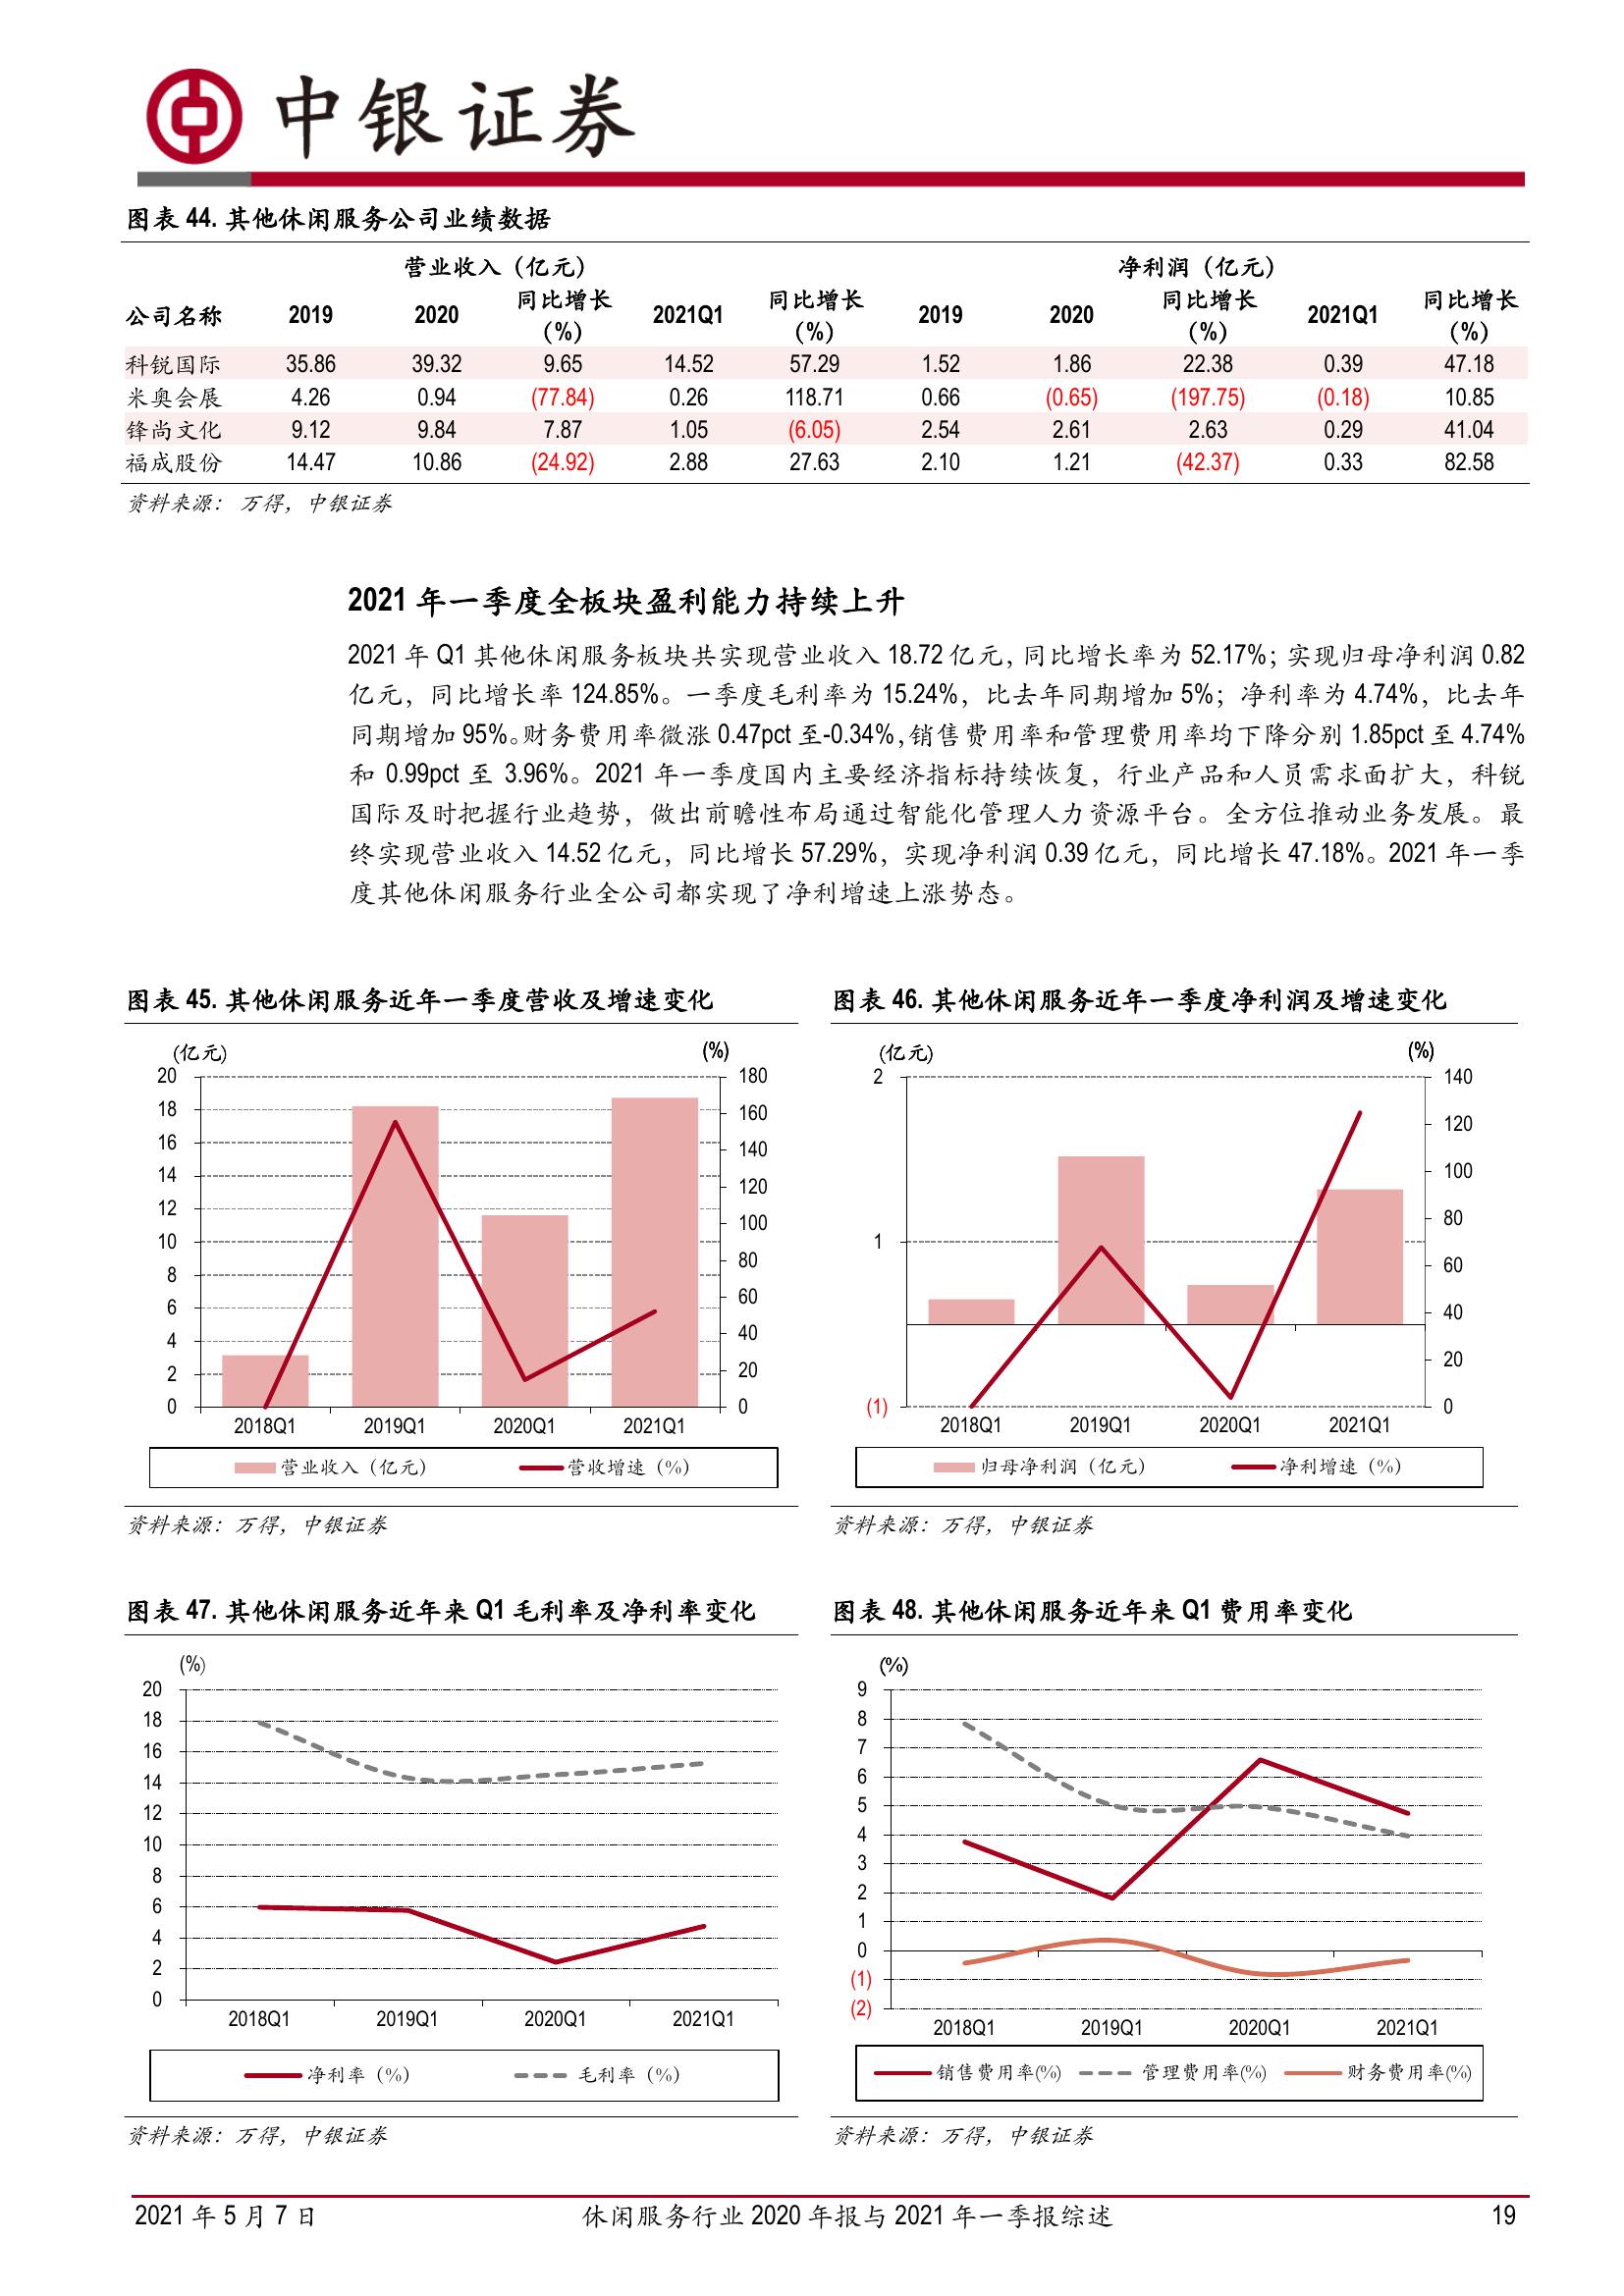 中银证券
图表 44. 其他休闲服务公司业绩数据
营业收入（亿元） 净利润（亿元）
公司名称 2019 2020 同比增长(%) 2021Q1 同比增长(%) 2019 2020 同比增长(%) 2021Q1 同比增长(%)
科锐国际 35.86 39.32 9.65 14.52 57.29 1.52 1.86 22.38 0.39 47.18
米奥会展 4.26 0.94 (77.84) 0.26 118.71 0.66 (0.65) (197.75) (0.18) 10.85
锋尚文化 9.12 9.84 7.87 1.05 (6.05) 2.54 2.61 2.63 0.29 41.04
福成股份 14.47 10.86 (24.92) 2.88 27.63 2.10 1.21 (42.37) 0.33 82.58
资料来源： 万得，中银证券
2021 年一季度全板块盈利能力持续上升
2021 年 Q1 其他休闲服务板块共实现营业收入 18.72 亿元，同比增长率为 52.17%；实现归母净利润 0.82
亿元，同比增长率 124.85%。一季度毛利率为 15.24%，比去年同期增加 5%；净利率为 4.74%，比去年
同期增加 95%。财务费用率微涨 0.47pct 至-0.34%，销售费用率和管理费用率均下降分别 1.85pct 至 4.74%
和 0.99pct 至 3.96%。2021 年一季度国内主要经济指标持续恢复，行业产品和人员需求面扩大，科锐
国际及时把握行业趋势，做出前瞻性布局通过智能化管理人力资源平台。全方位推动业务发展。最
终实现营业收入 14.52 亿元，同比增长 57.29%，实现净利润 0.39 亿元，同比增长 47.18%。2021 年一季
度其他休闲服务行业全公司都实现了净利增速上涨势态。
图表 45. 其他休闲服务近年一季度营收及增速变化
(亿元) (%)
20 180
18 160
16 140
14 120
12 100
10 80
8 60
6 40
4 20
2 0
0
2018Q1 2019Q1 2020Q1 2021Q1
营业收入（亿元） 营收增速（%）
资料来源：万得，中银证券
图表 46. 其他休闲服务近年一季度净利润及增速变化
(亿元) (%)
2 140
120
100
80
1 60
40
20
(1) 0
2018Q1 2019Q1 2020Q1 2021Q1
归母净利润（亿元） 净利增速（%）
资料来源：万得，中银证券
图表 47. 其他休闲服务近年来 Q1 毛利率及净利率变化
(%)
20
18
16
14
12
10
8
6
4
2
0
2018Q1 2019Q1 2020Q1 2021Q1
净利率（%） 毛利率（%）
资料来源：万得，中银证券
图表 48. 其他休闲服务近年来 Q1 费用率变化
(%)
9
8
7
6
5
4
3
2
1
0
(1)
(2)
2018Q1 2019Q1 2020Q1 2021Q1
销售费用率(%) 管理费用率(%) 财务费用率(%)
资料来源：万得，中银证券
2021 年 5 月 7 日 休闲服务行业 2020 年报与 2021 年一季报综述 19